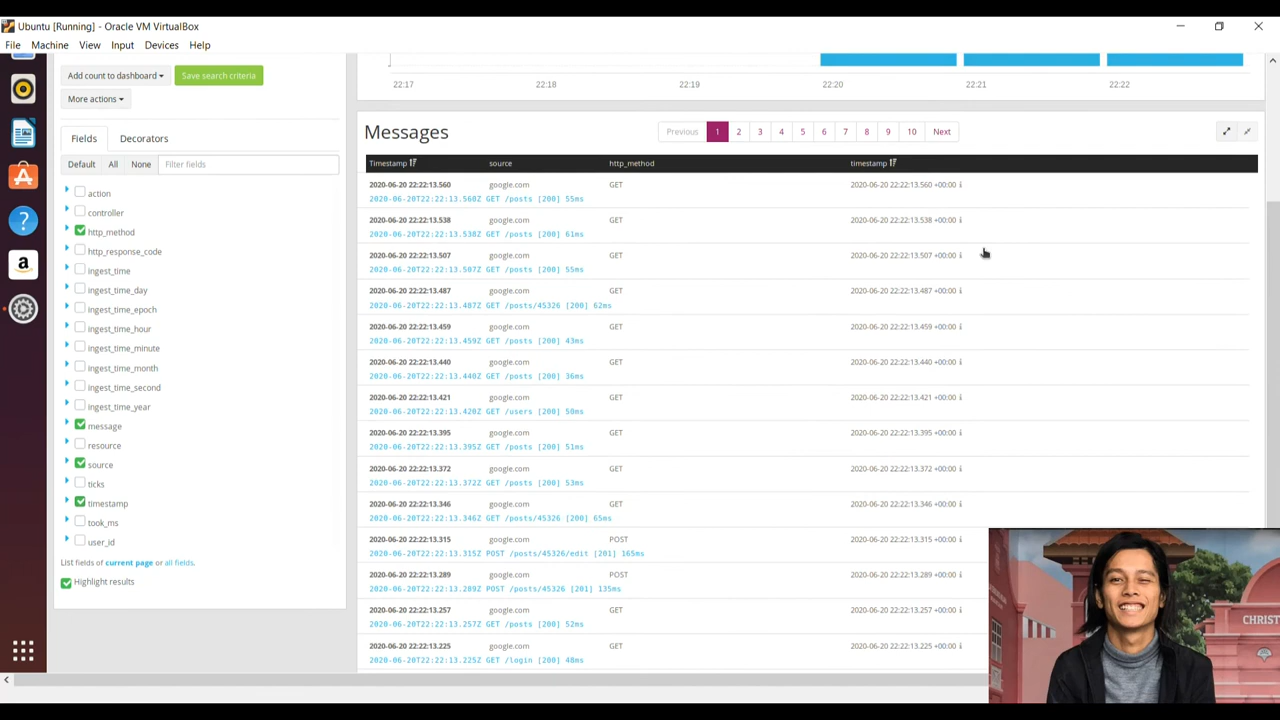 Ubuntu [Running] - Oracle VM VirtualBox
File Machine View Input Devices Help
Add count to dashboard Save search criteria
More actions
Fields Decorators
Default All None Filter fields
action
controller
http_method
http_response_code
ingest_time
ingest_time_day
ingest_time_epoch
ingest_time_hour
ingest_time_minute
ingest_time_month
ingest_time_second
ingest_time_year
message
resource
source
ticks
timestamp
took_ms
user_id
List fields of current page or all fields.
Highlight results
22:17 22:18 22:19 22:20 22:21 22:22
Messages
Previous 1 2 3 4 5 6 7 8 9 10 Next
Timestamp source http_method timestamp
2020-06-20 22:22:13.560 google.com GET 2020-06-20 22:22:13.560 +00:00
2020-06-20T22:22:13.560Z GET /posts [200] 55ms
2020-06-20 22:22:13.538 google.com GET 2020-06-20 22:22:13.538 +00:00
2020-06-20T22:22:13.538Z GET /posts [200] 61ms
2020-06-20 22:22:13.507 google.com GET 2020-06-20 22:22:13.507 +00:00
2020-06-20T22:22:13.507Z GET /posts [200] 55ms
2020-06-20 22:22:13.487 google.com GET 2020-06-20 22:22:13.487 +00:00
2020-06-20T22:22:13.487Z GET /posts/45326 [200] 62ms
2020-06-20 22:22:13.459 google.com GET 2020-06-20 22:22:13.459 +00:00
2020-06-20T22:22:13.459Z GET /posts [200] 43ms
2020-06-20 22:22:13.440 google.com GET 2020-06-20 22:22:13.440 +00:00
2020-06-20T22:22:13.440Z GET /posts [200] 36ms
2020-06-20 22:22:13.421 google.com GET 2020-06-20 22:22:13.421 +00:00
2020-06-20T22:22:13.420Z GET /users [200] 50ms
2020-06-20 22:22:13.395 google.com GET 2020-06-20 22:22:13.395 +00:00
2020-06-20T22:22:13.395Z GET /posts [200] 51ms
2020-06-20 22:22:13.372 google.com GET 2020-06-20 22:22:13.372 +00:00
2020-06-20T22:22:13.372Z GET /posts [200] 53ms
2020-06-20 22:22:13.346 google.com GET 2020-06-20 22:22:13.346 +00:00
2020-06-20T22:22:13.346Z GET /posts/45326 [200] 65ms
2020-06-20 22:22:13.315 google.com POST 2020-06-20 22:22:13.315 +00:00
2020-06-20T22:22:13.315Z POST /posts/45326/edit [201] 165ms
2020-06-20 22:22:13.289 google.com POST 2020-06-20 22:22:13.289 +00:00
2020-06-20T22:22:13.289Z POST /posts/45326 [201] 135ms
2020-06-20 22:22:13.257 google.com GET 2020-06-20 22:22:13.257 +00:00
2020-06-20T22:22:13.257Z GET /posts [200] 52ms
2020-06-20 22:22:13.225 google.com GET 2020-06-20 22:22:13.225 +00:00
2020-06-20T22:22:13.225Z GET /login [200] 48ms
CHRIST